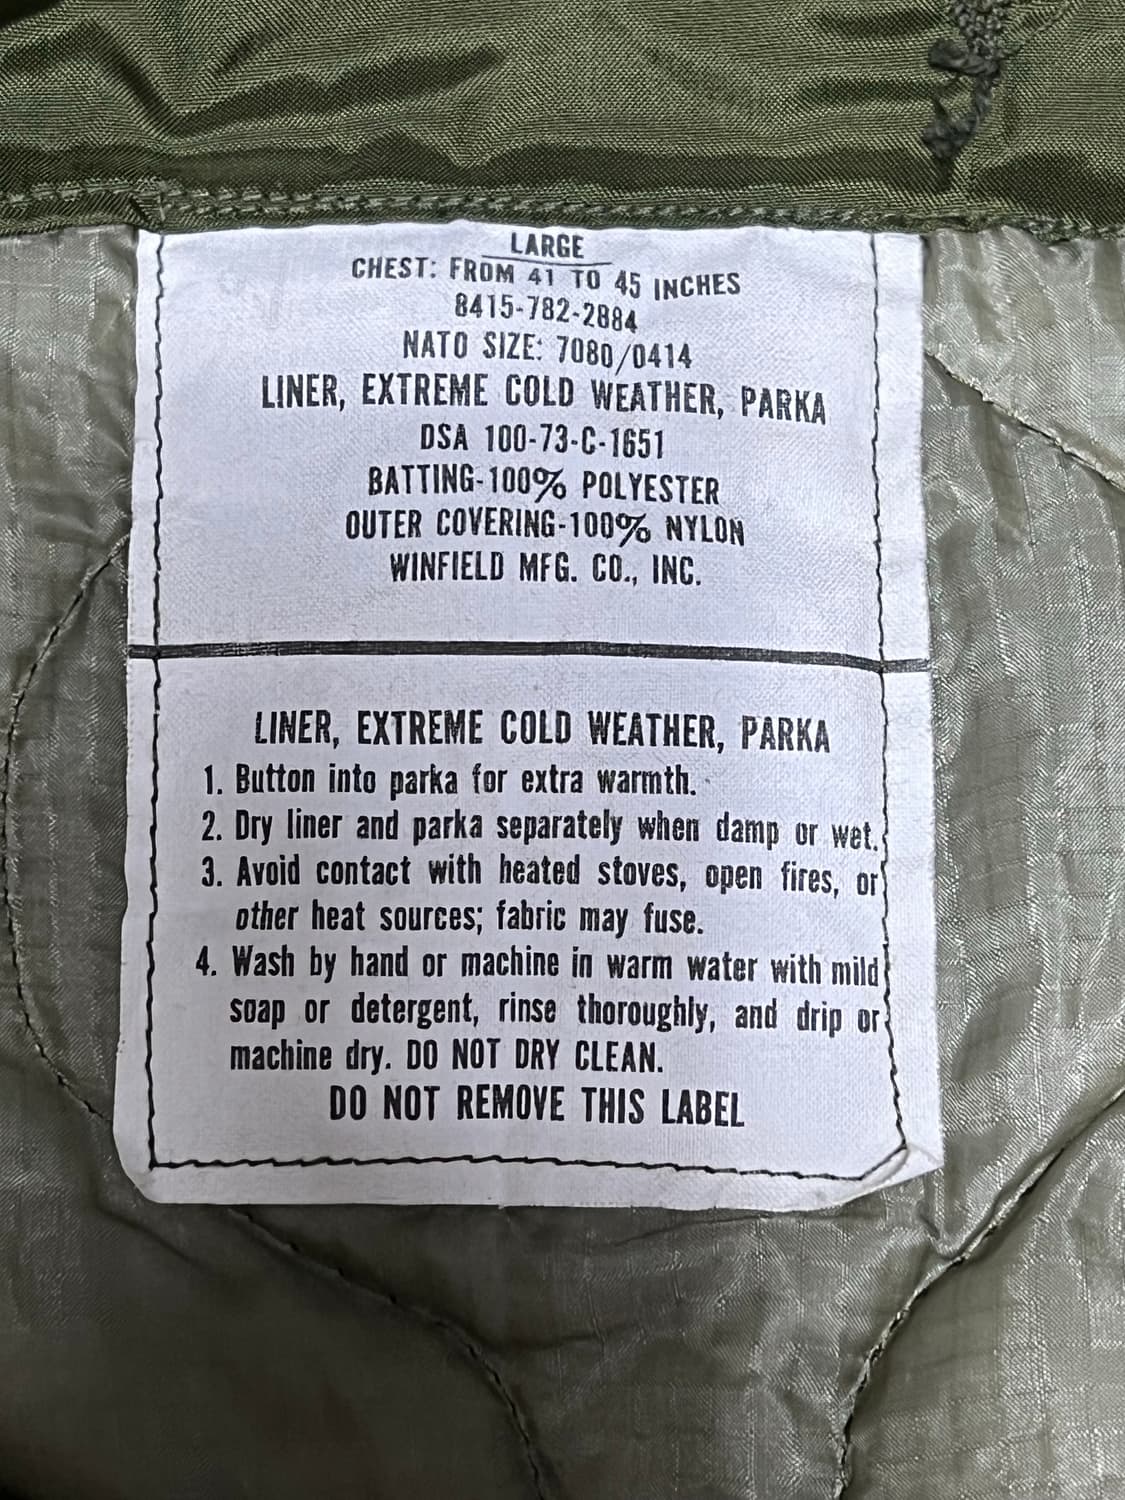 LARGE
CHEST: FROM 41 TO 45 INCHES
8415-782-2884
NATO SIZE: 7080/0414
LINER, EXTREME COLD WEATHER, PARKA
DSA 100-73-C-1651
BATTING-100% POLYESTER
OUTER COVERING-100% NYLON
WINFIELD MFG. CO., INC.
LINER, EXTREME COLD WEATHER, PARKA
1. Button into parka for extra warmth.
2. Dry liner and parka separately when damp or wet.
3. Avoid contact with heated stoves, open fires, or
other heat sources; fabric may fuse.
4. Wash by hand or machine in warm water with mild
soap or detergent, rinse thoroughly, and drip or
machine dry. DO NOT DRY CLEAN.
DO NOT REMOVE THIS LABEL